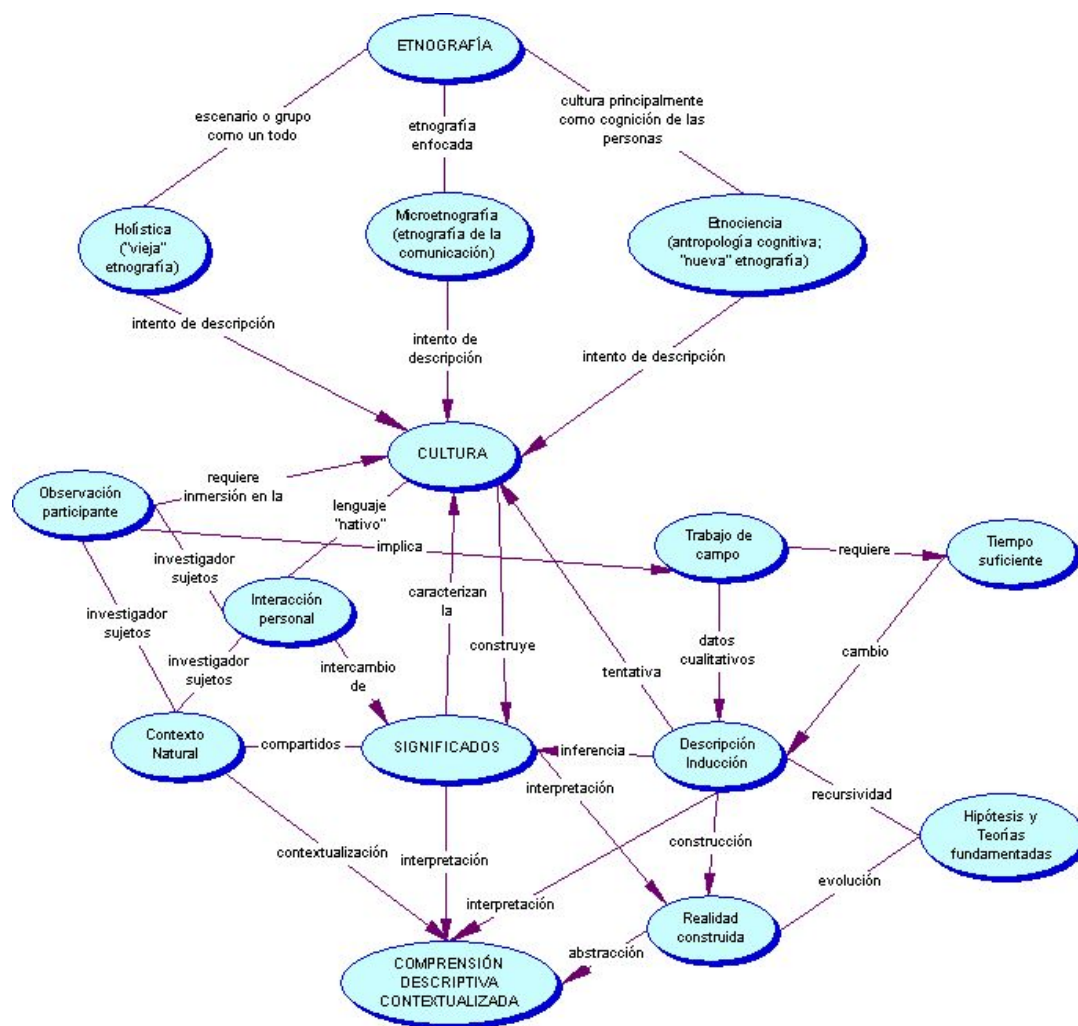 ETNOGRAFÍA
escenario o grupo
como un todo
etnografía
enfocada
cultura principalmente
como cognición de las
personas
Holística
("vieja"
etnografía)
Microetnografía
(etnografía de la
comunicación)
Etnociencia
(antropología cognitiva;
"nueva" etnografía)
intento de descripción
intento de
descripción
intento de descripción
CULTURA
Observación
participante
requiere
inmersión en la
lenguaje
"nativo"
implica
Trabajo de
campo
requiere
Tiempo
suficiente
investigador
sujetos
investigador
sujetos
Interacción
personal
caracterizan
la
investigador
sujetos
intercambio
de
construye
tentativa
datos
cualitativos
cambio
Contexto
Natural
compartidos
SIGNIFICADOS
inferencia
Descripción
Inducción
interpretación
recursividad
Hipótesis y
Teorías
fundamentadas
contextualización
interpretación
construcción
evolución
interpretación
Realidad
construida
abstracción
COMPRENSIÓN
DESCRIPTIVA
CONTEXTUALIZADA